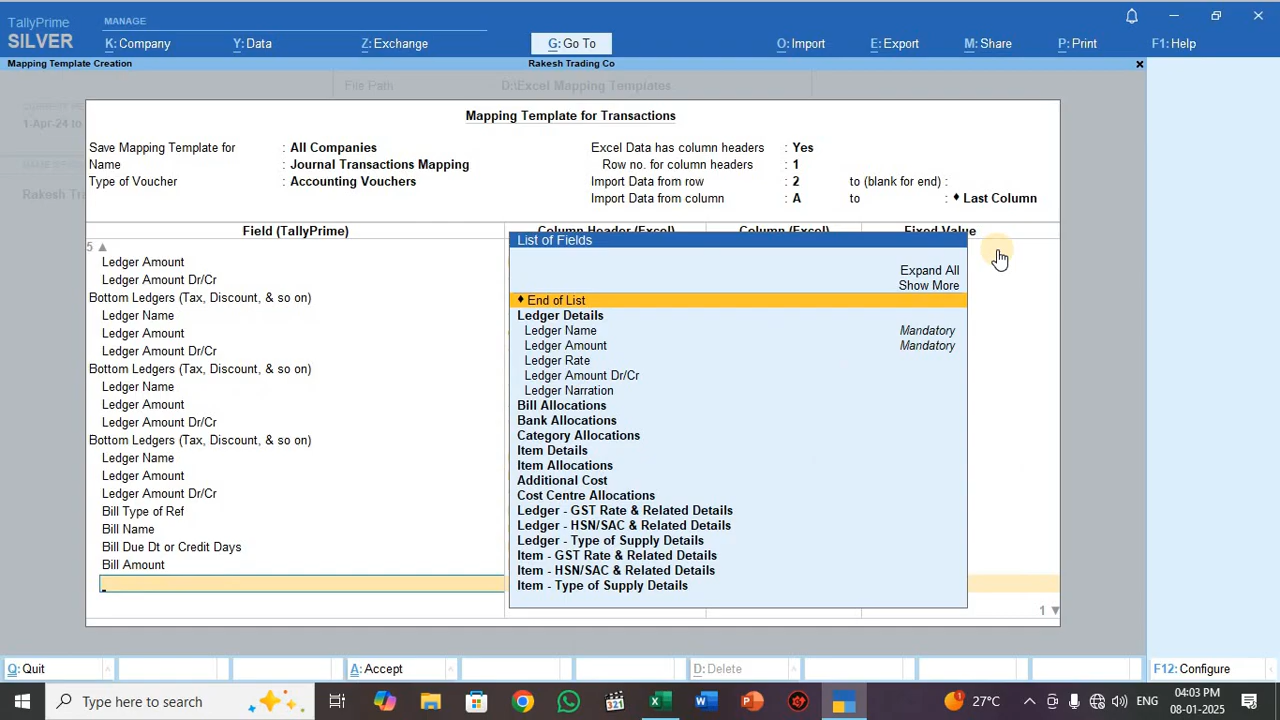 TallyPrime
SILVER
MANAGE
K: Company
Y: Data
Z: Exchange
G: Go To
O: Import
E: Export
M: Share
P: Print
F1: Help
Mapping Template Creation
Rakesh Trading Co
×
File Path
D:\Excel Mapping Templates
1-Apr-24 to
Rakesh Tra
Mapping Template for Transactions
Save Mapping Template for : All Companies
Excel Data has column headers : Yes
Name : Journal Transactions Mapping
Row no. for column headers : 1
Type of Voucher : Accounting Vouchers
Import Data from row : 2 to (blank for end) :
Import Data from column : A to : ♦ Last Column
Field (TallyPrime)
Column Header (Excel)
Column (Excel)
Fixed Value
5 ▲
Ledger Amount
Ledger Amount Dr/Cr
Bottom Ledgers (Tax, Discount, & so on)
Ledger Name
Ledger Amount
Ledger Amount Dr/Cr
Bottom Ledgers (Tax, Discount, & so on)
Ledger Name
Ledger Amount
Ledger Amount Dr/Cr
Bottom Ledgers (Tax, Discount, & so on)
Ledger Name
Ledger Amount
Ledger Amount Dr/Cr
Bill Type of Ref
Bill Name
Bill Due Dt or Credit Days
Bill Amount
List of Fields
Expand All
Show More
♦ End of List
Ledger Details
Ledger Name Mandatory
Ledger Amount Mandatory
Ledger Rate
Ledger Amount Dr/Cr
Ledger Narration
Bill Allocations
Bank Allocations
Category Allocations
Item Details
Item Allocations
Additional Cost
Cost Centre Allocations
Ledger - GST Rate & Related Details
Ledger - HSN/SAC & Related Details
Ledger - Type of Supply Details
Item - GST Rate & Related Details
Item - HSN/SAC & Related Details
Item - Type of Supply Details
1 ▼
Q: Quit
A: Accept
D: Delete
F12: Configure
Type here to search
321
1
27°C
ENG
04:03 PM
08-01-2025